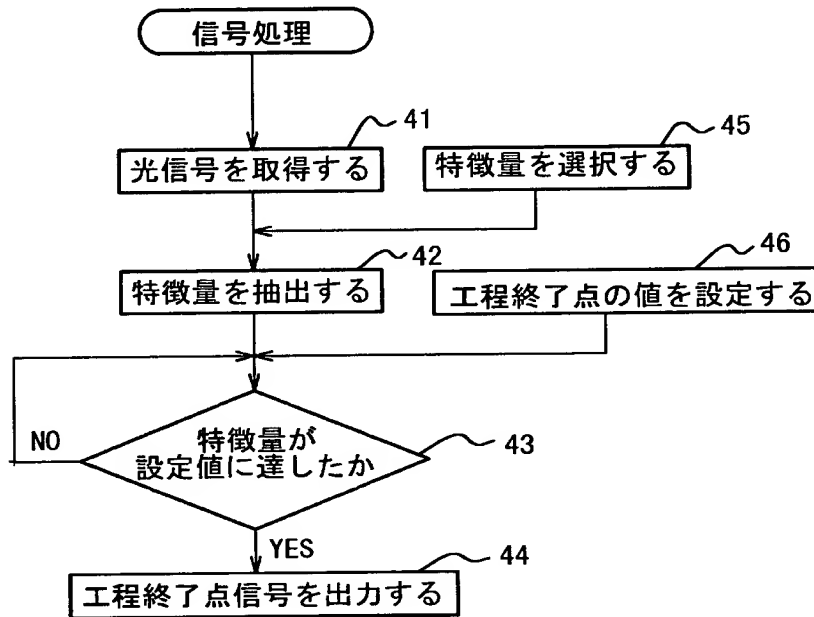 信号処理
41
光信号を取得する
45
特徴量を選択する
42
特徴量を抽出する
46
工程終了点の値を設定する
NO
特徴量が
設定値に達したか
43
YES
44
工程終了点信号を出力する